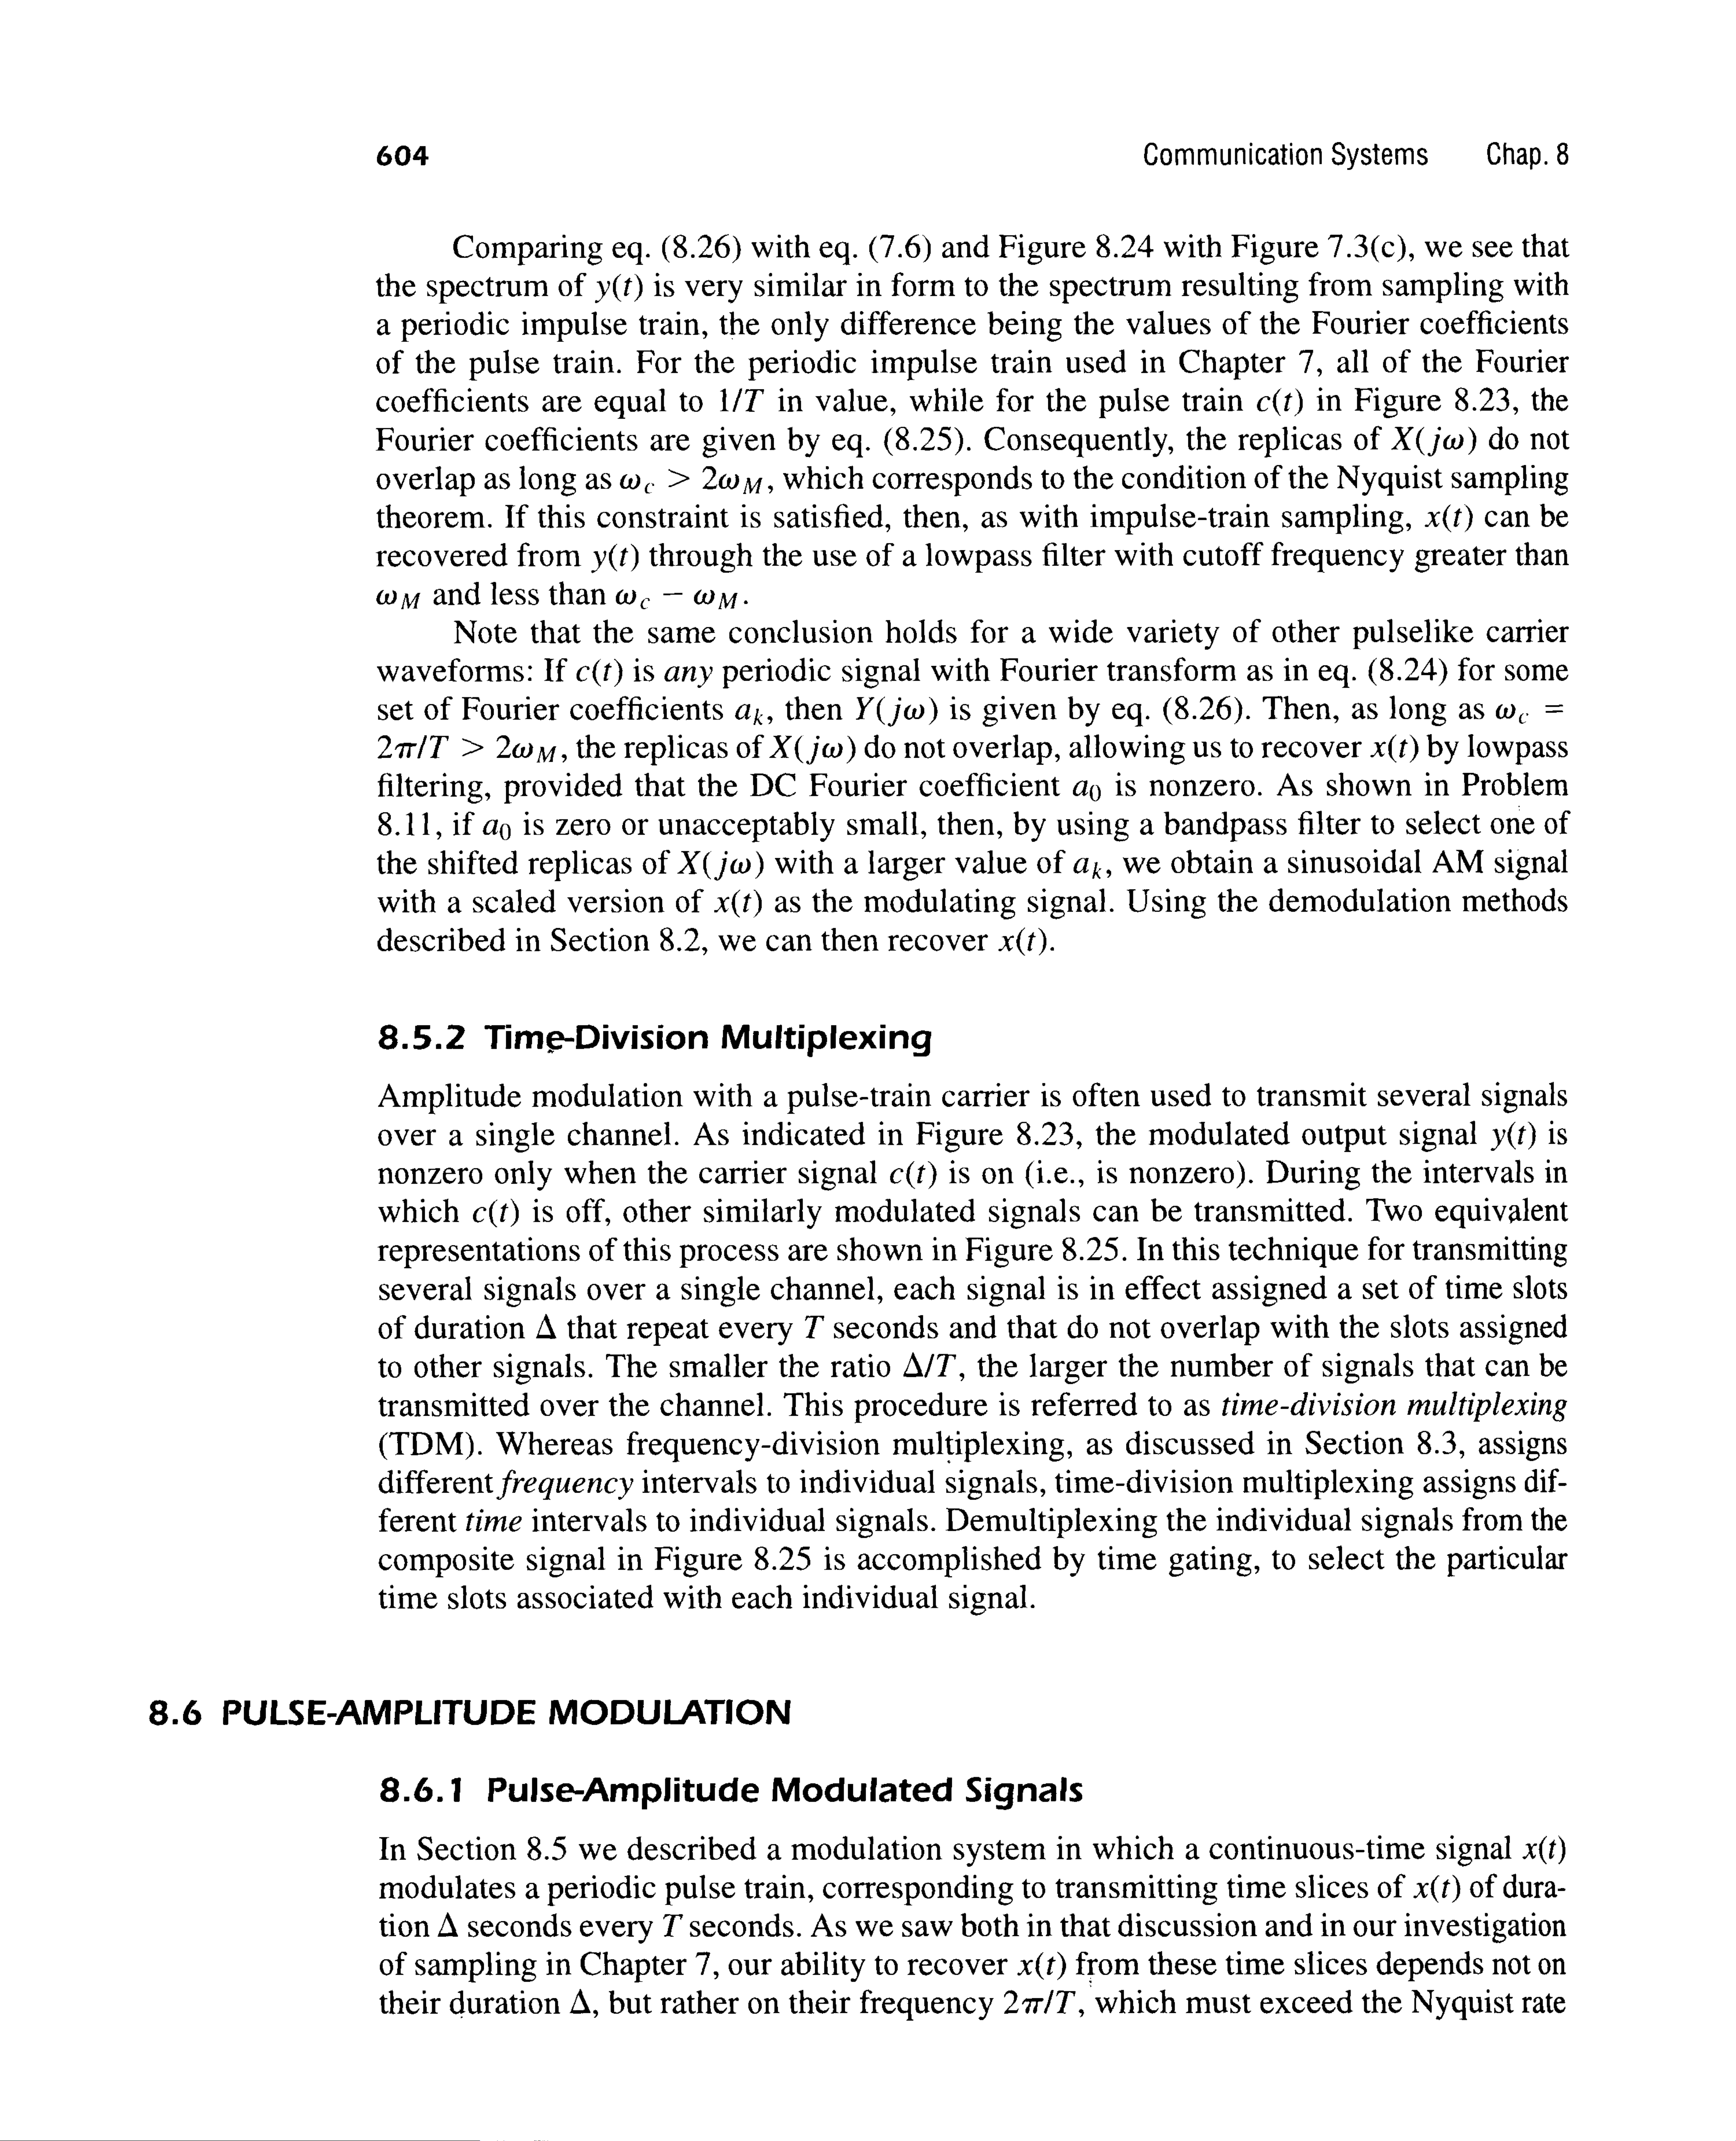 604 Communication Systems Chap. 8
Comparing eq. (8.26) with eq. (7.6) and Figure 8.24 with Figure 7.3(c), we see that
the spectrum of y(t) is very similar in form to the spectrum resulting from sampling with
a periodic impulse train, the only difference being the values of the Fourier coefficients
of the pulse train. For the periodic impulse train used in Chapter 7, all of the Fourier
coefficients are equal to 1/T in value, while for the pulse train c(t) in Figure 8.23, the
Fourier coefficients are given by eq. (8.25). Consequently, the replicas of X(jω) do not
overlap as long as ω_c > 2ω_M, which corresponds to the condition of the Nyquist sampling
theorem. If this constraint is satisfied, then, as with impulse-train sampling, x(t) can be
recovered from y(t) through the use of a lowpass filter with cutoff frequency greater than
ω_M and less than ω_c − ω_M.
Note that the same conclusion holds for a wide variety of other pulselike carrier
waveforms: If c(t) is any periodic signal with Fourier transform as in eq. (8.24) for some
set of Fourier coefficients a_k, then Y(jω) is given by eq. (8.26). Then, as long as ω_c =
2π/T > 2ω_M, the replicas of X(jω) do not overlap, allowing us to recover x(t) by lowpass
filtering, provided that the DC Fourier coefficient a_0 is nonzero. As shown in Problem
8.11, if a_0 is zero or unacceptably small, then, by using a bandpass filter to select one of
the shifted replicas of X(jω) with a larger value of a_k, we obtain a sinusoidal AM signal
with a scaled version of x(t) as the modulating signal. Using the demodulation methods
described in Section 8.2, we can then recover x(t).
8.5.2 Time-Division Multiplexing
Amplitude modulation with a pulse-train carrier is often used to transmit several signals
over a single channel. As indicated in Figure 8.23, the modulated output signal y(t) is
nonzero only when the carrier signal c(t) is on (i.e., is nonzero). During the intervals in
which c(t) is off, other similarly modulated signals can be transmitted. Two equivalent
representations of this process are shown in Figure 8.25. In this technique for transmitting
several signals over a single channel, each signal is in effect assigned a set of time slots
of duration Δ that repeat every T seconds and that do not overlap with the slots assigned
to other signals. The smaller the ratio Δ/T, the larger the number of signals that can be
transmitted over the channel. This procedure is referred to as time-division multiplexing
(TDM). Whereas frequency-division multiplexing, as discussed in Section 8.3, assigns
different frequency intervals to individual signals, time-division multiplexing assigns dif-
ferent time intervals to individual signals. Demultiplexing the individual signals from the
composite signal in Figure 8.25 is accomplished by time gating, to select the particular
time slots associated with each individual signal.
8.6 PULSE-AMPLITUDE MODULATION
8.6.1 Pulse-Amplitude Modulated Signals
In Section 8.5 we described a modulation system in which a continuous-time signal x(t)
modulates a periodic pulse train, corresponding to transmitting time slices of x(t) of dura-
tion Δ seconds every T seconds. As we saw both in that discussion and in our investigation
of sampling in Chapter 7, our ability to recover x(t) from these time slices depends not on
their duration Δ, but rather on their frequency 2π/T, which must exceed the Nyquist rate